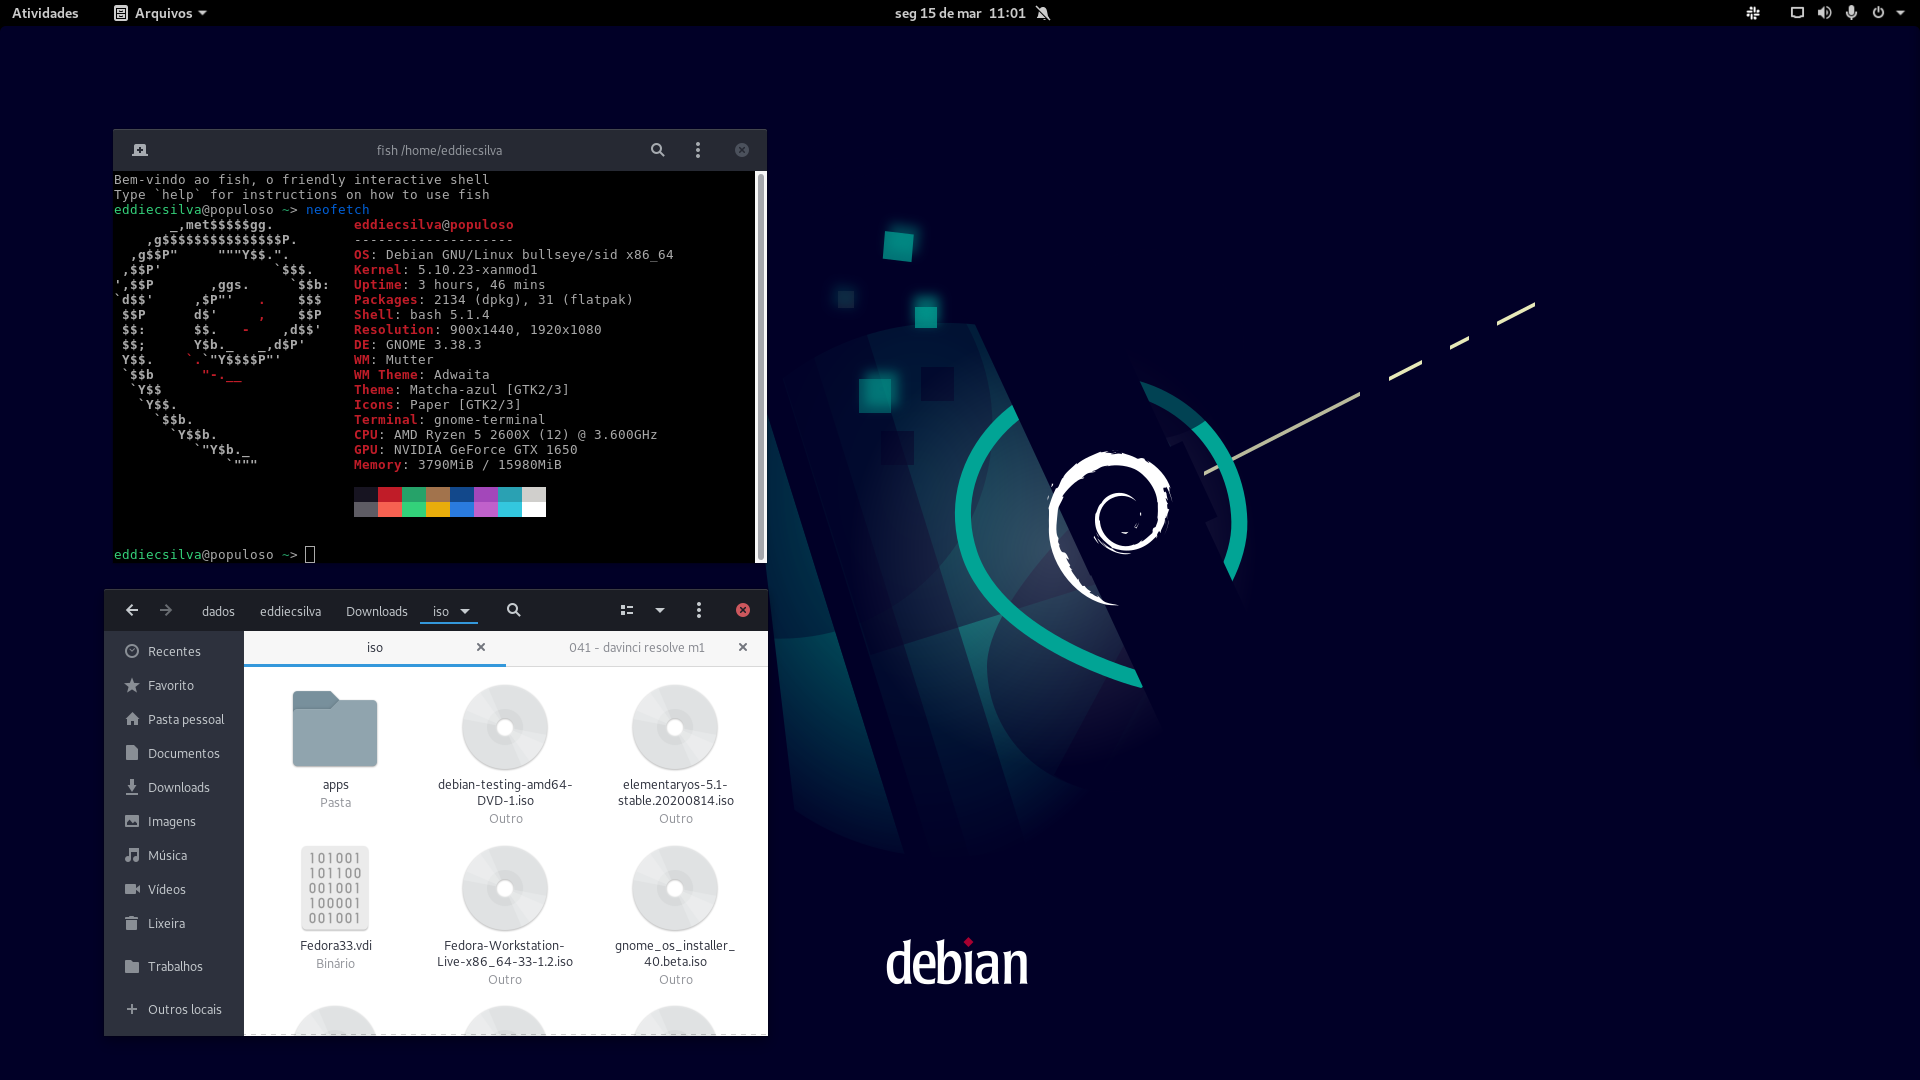 Atividades
Arquivos
seg 15 de mar 11:01
fish /home/eddiecsilva
Bem-vindo ao fish, o friendly interactive shell
Type `help` for instructions on how to use fish
eddiecsilva@populoso ~> neofetch
_,met$$$$$gg. eddiecsilva@populoso
,g$$$$$$$$$$$$$$$P. --------------------
,g$$P" """Y$$.". OS: Debian GNU/Linux bullseye/sid x86_64
,$$P' `$$$. Kernel: 5.10.23-xanmod1
',$$P ,ggs. `$$b: Uptime: 3 hours, 46 mins
`d$$' ,$P"' . $$$ Packages: 2134 (dpkg), 31 (flatpak)
$$P d$' , $$P Shell: bash 5.1.4
$$: $$. - ,d$$' Resolution: 900x1440, 1920x1080
$$; Y$b._ _,d$P' DE: GNOME 3.38.3
Y$$. `.`"Y$$$$P"' WM: Mutter
`$$b "-.__ WM Theme: Adwaita
`Y$$ Theme: Matcha-azul [GTK2/3]
`Y$$. Icons: Paper [GTK2/3]
`$$b. Terminal: gnome-terminal
`Y$$b. CPU: AMD Ryzen 5 2600X (12) @ 3.600GHz
`"Y$b._ GPU: NVIDIA GeForce GTX 1650
`""" Memory: 3790MiB / 15980MiB
eddiecsilva@populoso ~>
dados
eddiecsilva
Downloads
iso
Recentes
Favorito
Pasta pessoal
Documentos
Downloads
Imagens
Música
Vídeos
Lixeira
Trabalhos
Outros locais
iso
041 - davinci resolve m1
apps
Pasta
debian-testing-amd64-
DVD-1.iso
Outro
elementaryos-5.1-
stable.20200814.iso
Outro
101001
101100
001001
100001
001001
Fedora33.vdi
Binário
Fedora-Workstation-
Live-x86_64-33-1.2.iso
Outro
gnome_os_installer_
40.beta.iso
Outro
debian